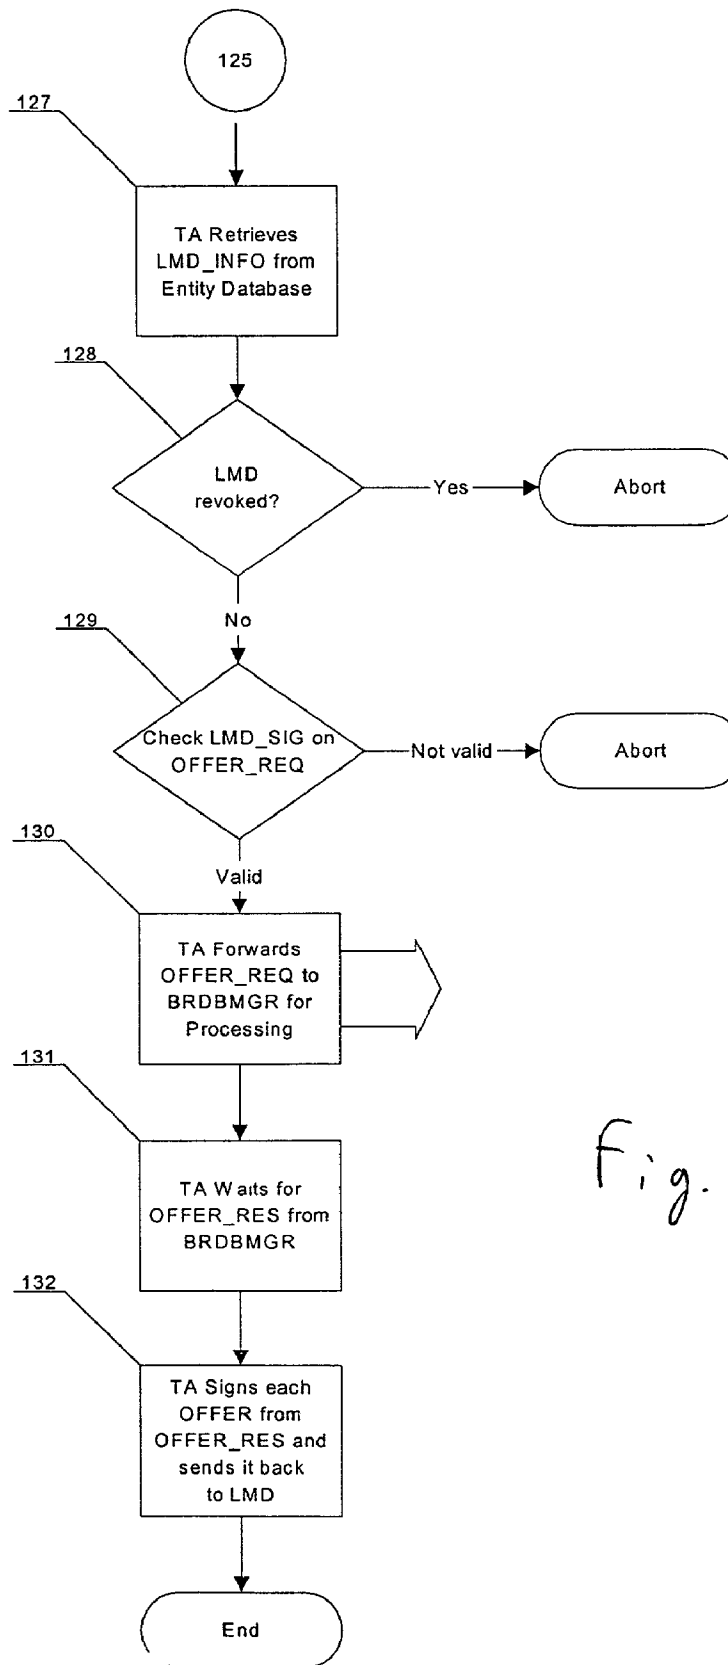 125
127
TA Retrieves
LMD_INFO from
Entity Database
128
LMD
revoked?
Yes
Abort
No
129
Check LMD_SIG on
OFFER_REQ
Not valid
Abort
130
Valid
TA Forwards
OFFER_REQ to
BRDBMGR for
Processing
131
TA Waits for
OFFER_RES from
BRDBMGR
Fig.
132
TA Signs each
OFFER from
OFFER_RES and
sends it back
to LMD
End